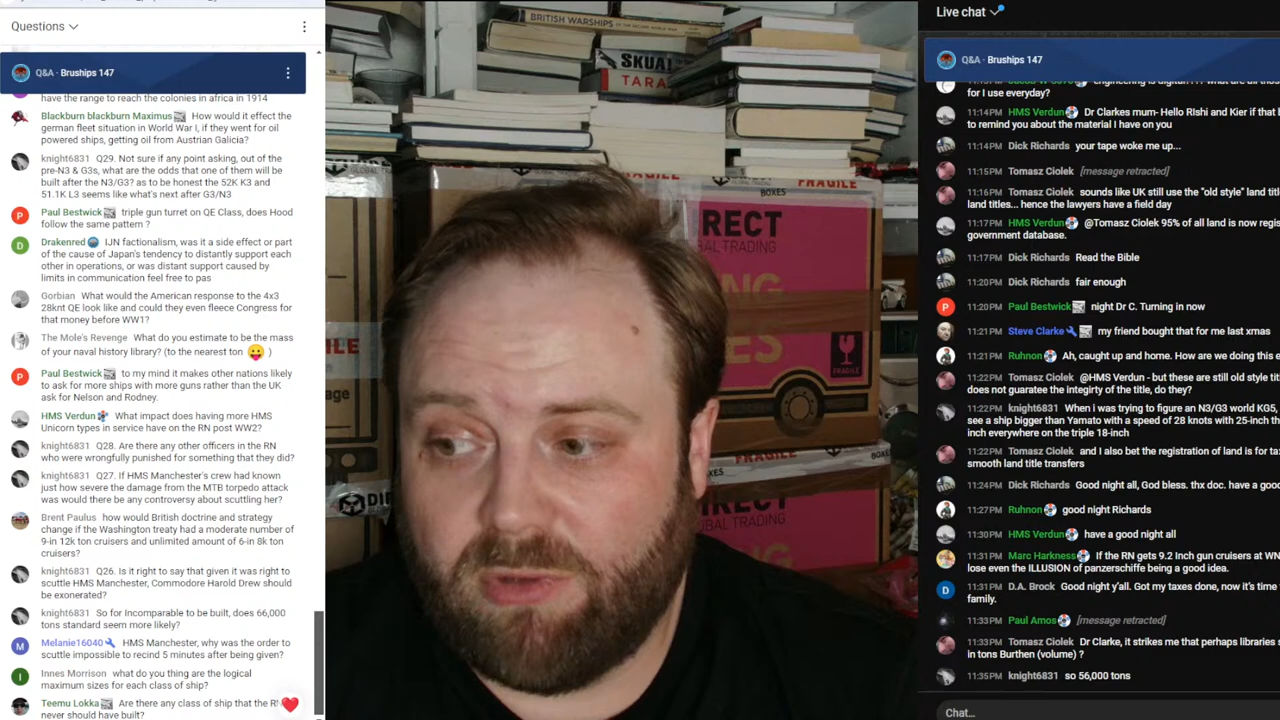 Questions
Q&A · Bruships 147
have the range to reach the colonies in africa in 1914
Blackburn blackburn Maximus How would it effect the
german fleet situation in World War I, if they went for oil
powered ships, getting oil from Austrian Galicia?
knight6831 Q29. Not sure if any point asking, out of the
pre-N3 & G3s, what are the odds that one of them will be
built after the N3/G3? as to be honest the 52K K3 and
51.1K L3 seems like what's next after G3/N3
P
Paul Bestwick triple gun turret on QE Class, does Hood
follow the same pattern ?
D
Drakenred IJN factionalism, was it a side effect or part
of the cause of Japan's tendency to distantly support each
other in operations, or was distant support caused by
limits in communication feel free to pas
Gorbian What would the American response to the 4x3
28knt QE look like and could they even fleece Congress for
that money before WW1?
The Mole's Revenge What do you estimate to be the mass
of your naval history library? (to the nearest ton 😛 )
P
Paul Bestwick to my mind it makes other nations likely
to ask for more ships with more guns rather than the UK
ask for Nelson and Rodney.
HMS Verdun What impact does having more HMS
Unicorn types in service have on the RN post WW2?
knight6831 Q28. Are there any other officers in the RN
who were wrongfully punished for something that they did?
knight6831 Q27. If HMS Manchester's crew had known
just how severe the damage from the MTB torpedo attack
was would there be any controversy about scuttling her?
Brent Paulus how would British doctrine and strategy
change if the Washington treaty had a moderate number of
9-in 12k ton cruisers and unlimited amount of 6-in 8k ton
cruisers?
knight6831 Q26. Is it right to say that given it was right to
scuttle HMS Manchester, Commodore Harold Drew should
be exonerated?
knight6831 So for Incomparable to be built, does 66,000
tons standard seem more likely?
M
Melanie16040 HMS Manchester, why was the order to
scuttle impossible to recind 5 minutes after being given?
I
Innes Morrison what do you thing are the logical
maximum sizes for each class of ship?
Teemu Lokka Are there any class of ship that the R
never should have built?
BRITISH WARSHIPS
SKUA
TARA
FRAGILE
BOXES
FRAGILE
RECT
BAL TRADING
FRAGILE
BOXES
FRAGILE
OBAL TRADING
Live chat
Q&A · Bruships 147
for I use everyday?
11:14PM HMS Verdun Dr Clarkes mum- Hello RIshi and Kier if that
to remind you about the material I have on you
11:14PM Dick Richards your tape woke me up...
11:15PM Tomasz Ciolek [message retracted]
11:16PM Tomasz Ciolek sounds like UK still use the "old style" land
land titles... hence the lawyers have a field day
11:17PM HMS Verdun @Tomasz Ciolek 95% of all land is now regis
government database.
11:17PM Dick Richards Read the Bible
11:20PM Dick Richards fair enough
P
11:20PM Paul Bestwick night Dr C. Turning in now
11:21PM Steve Clarke my friend bought that for me last xmas
11:21PM Ruhnon Ah, caught up and home. How are we doing this e
11:22PM Tomasz Ciolek @HMS Verdun - but these are still old style ti
does not guaratee the integirty of the title, do they?
11:22PM knight6831 When i was trying to figure an N3/G3 world KG5,
see a ship bigger than Yamato with a speed of 28 knots with 25-inch th
inch everywhere on the triple 18-inch
11:22PM Tomasz Ciolek and I also bet the registration of land is for tax
smooth land title transfers
11:24PM Dick Richards Good night all, God bless. thx doc. have a good
11:27PM Ruhnon good night Richards
11:30PM HMS Verdun have a good night all
11:31PM Marc Harkness If the RN gets 9.2 Inch gun cruisers at WN
lose even the ILLUSION of panzerschiffe being a good idea.
D
11:31PM D.A. Brock Good night y'all. Got my taxes done, now it's time
family.
11:33PM Paul Amos [message retracted]
11:33PM Tomasz Ciolek Dr Clarke, it strikes me that perhaps libraries s
in tons Burthen (volume) ?
11:35PM knight6831 so 56,000 tons
Chat...